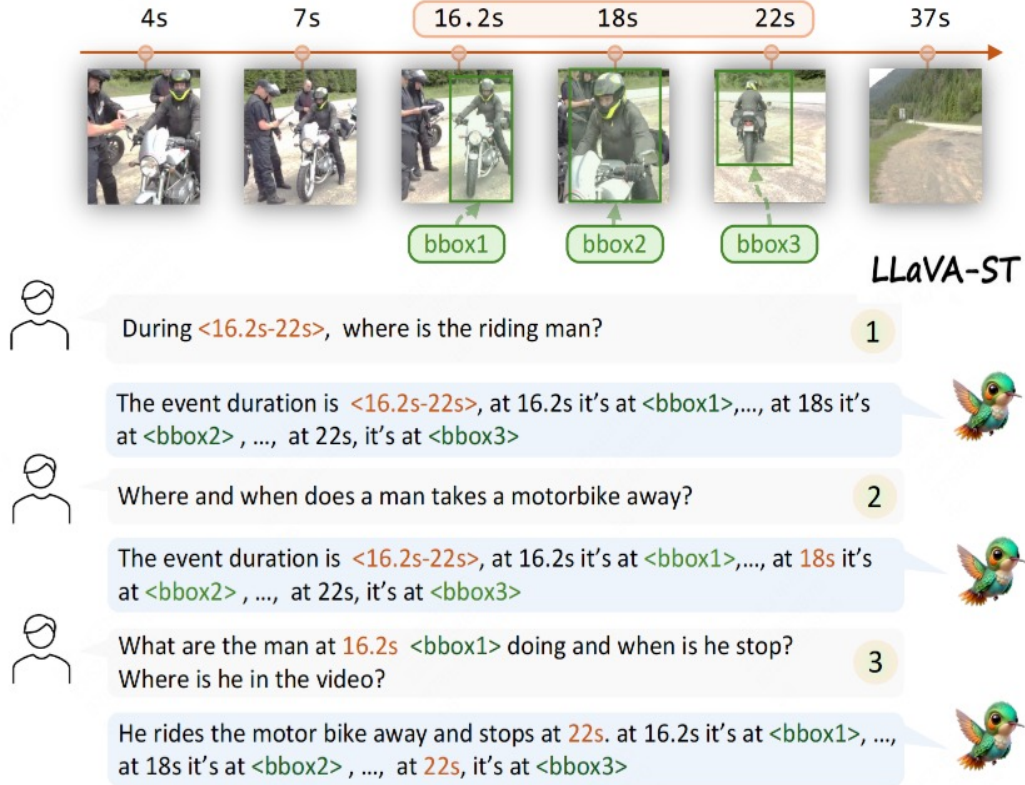 4s 7s 16.2s 18s 22s 37s
bbox1 bbox2 bbox3
LLaVA-ST
During <16.2s-22s>, where is the riding man?
1
The event duration is <16.2s-22s>, at 16.2s it's at <bbox1>,..., at 18s it's
at <bbox2> , ..., at 22s, it's at <bbox3>
Where and when does a man takes a motorbike away?
2
The event duration is <16.2s-22s>, at 16.2s it's at <bbox1>,..., at 18s it's
at <bbox2> , ..., at 22s, it's at <bbox3>
What are the man at 16.2s <bbox1> doing and when is he stop?
Where is he in the video?
3
He rides the motor bike away and stops at 22s. at 16.2s it's at <bbox1>, ...,
at 18s it's at <bbox2> , ..., at 22s, it's at <bbox3>